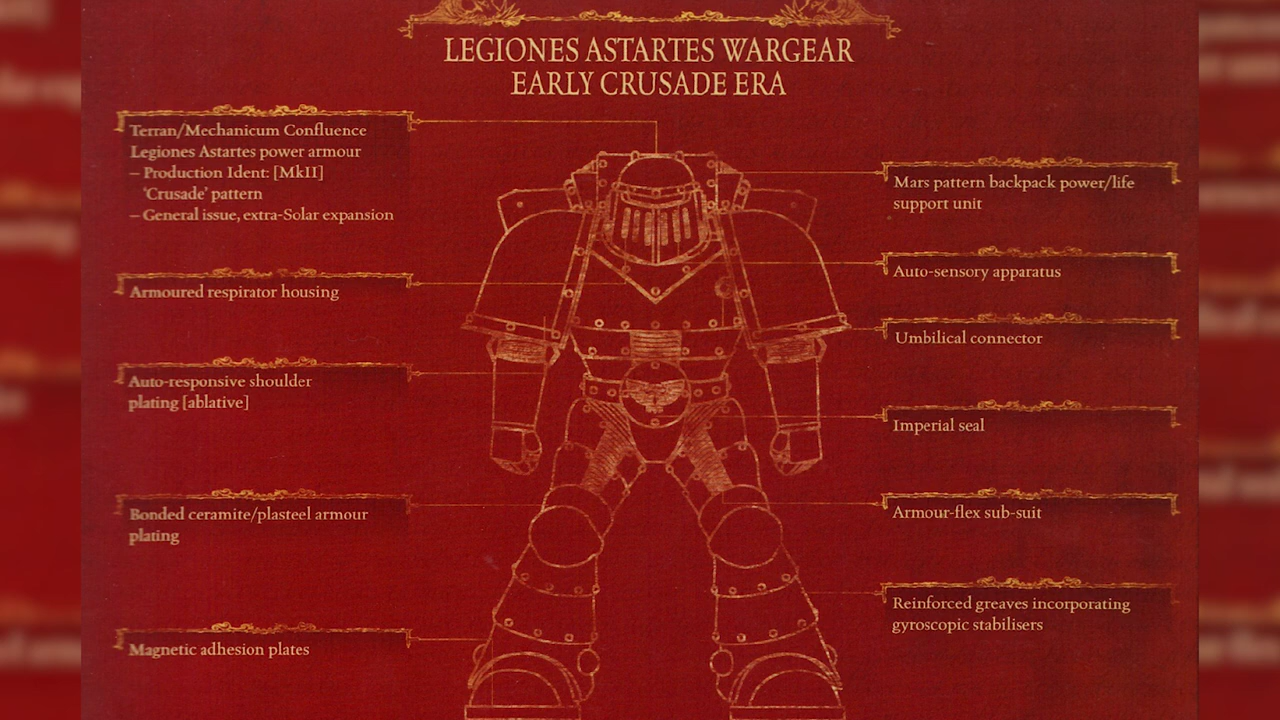 LEGIONES ASTARTES WARGEAR
EARLY CRUSADE ERA
Terran/Mechanicum Confluence
Legiones Astartes power armour
– Production Ident: [MkII]
‘Crusade’ pattern
– General issue, extra-Solar expansion
Armoured respirator housing
Auto-responsive shoulder
plating [ablative]
Bonded ceramite/plasteel armour
plating
Magnetic adhesion plates
Mars pattern backpack power/life
support unit
Auto-sensory apparatus
Umbilical connector
Imperial seal
Armour-flex sub-suit
Reinforced greaves incorporating
gyroscopic stabilisers